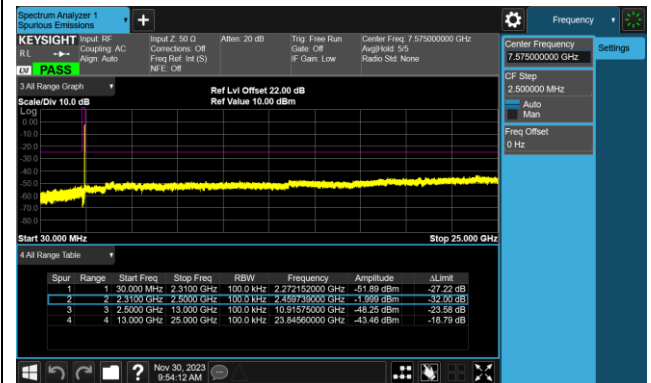 Spectrum Analyzer 1
Spurious Emissions
+
Frequency
KEYSIGHT Input: RF Input Z: 50 Ω Atten: 20 dB Trig: Free Run Center Freq: 7.575000000 GHz
RL Coupling: AC Corrections: Off Gate: Off Avg|Hold: 5/5
Align: Auto Freq Ref: Int (S) IF Gain: Low Radio Std: None
NFE: Off
LXI PASS
Center Frequency
7.575000000 GHz
Settings
CF Step
2.500000 MHz
Auto
Man
Freq Offset
0 Hz
3 All Range Graph
Ref Lvl Offset 22.00 dB
Scale/Div 10.0 dB Ref Value 10.00 dBm
Log
0.00
-10.0
-20.0
-30.0
-40.0
-50.0
-60.0
-70.0
-80.0
Start 30.000 MHz Stop 25.000 GHz
4 All Range Table
Spur Range Start Freq Stop Freq RBW Frequency Amplitude ΔLimit
1 1 30.000 MHz 2.3100 GHz 100.0 kHz 2.272152000 GHz -51.89 dBm -27.22 dB
2 2 2.3100 GHz 2.5000 GHz 100.0 kHz 2.459739000 GHz -1.999 dBm -32.00 dB
3 3 2.5000 GHz 13.000 GHz 100.0 kHz 10.91575000 GHz -48.25 dBm -23.58 dB
4 4 13.000 GHz 25.000 GHz 100.0 kHz 23.84560000 GHz -43.46 dBm -18.79 dB
?
Nov 30, 2023
9:54:12 AM